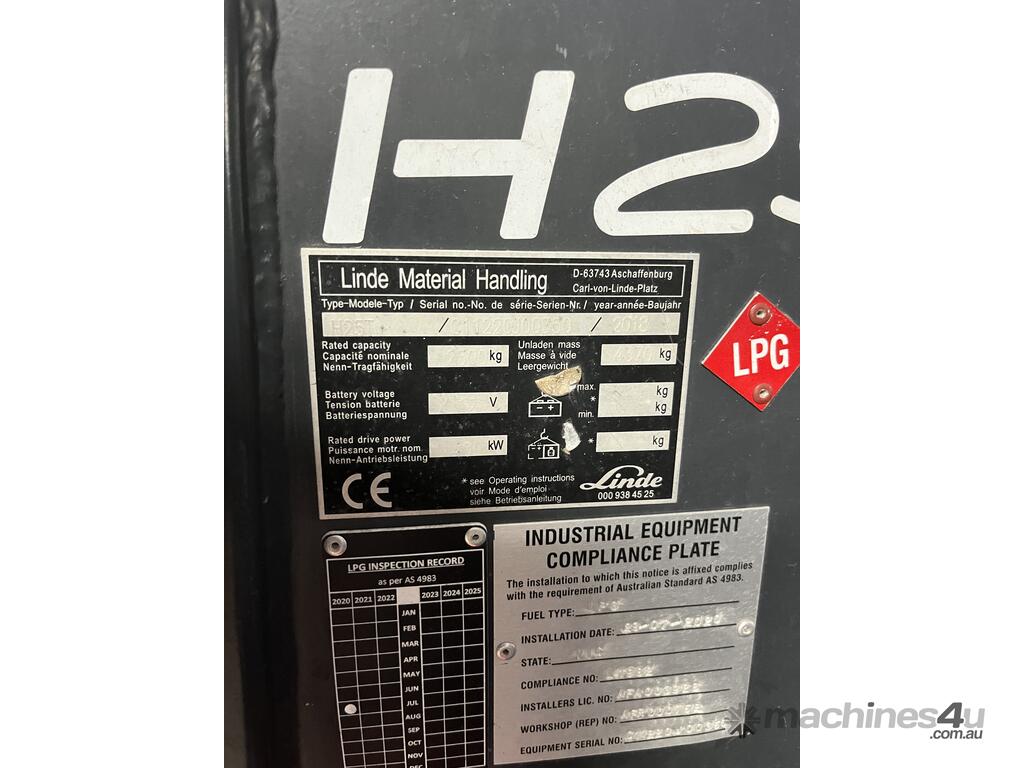 H2
Linde Material Handling
D-63743 Aschaffenburg
Carl-von-Linde-Platz
Type-Modele-Typ / Serial no.-No. de série-Serien-Nr. / year-année-Baujahr
H25T / / 2018
Rated capacity
Capacité nominale
Nenn-Tragfähigkeit
kg
Unladen mass
Masse à vide
Leergewicht
kg
Battery voltage
Tension batterie
Batteriespannung
V
max.
*
min.
kg
kg
Rated drive power
Puissance motr. nom.
Nenn-Antriebsleistung
kW
* kg
CE
* see Operating instructions
voir Mode d'emploi
siehe Betriebsanleitung
Linde
000 938 45 25
LPG
LPG INSPECTION RECORD
as per AS 4983
2020 2021 2022 2023 2024 2025
JAN
FEB
MAR
APR
MAY
JUN
JUL
AUG
SEP
OCT
NOV
DEC
INDUSTRIAL EQUIPMENT
COMPLIANCE PLATE
The installation to which this notice is affixed complies
with the requirement of Australian Standard AS 4983.
FUEL TYPE:
INSTALLATION DATE: -07-2020
STATE:
COMPLIANCE NO:
INSTALLERS LIC. NO:
WORKSHOP (REP) NO:
EQUIPMENT SERIAL NO:
machines4u
.com.au